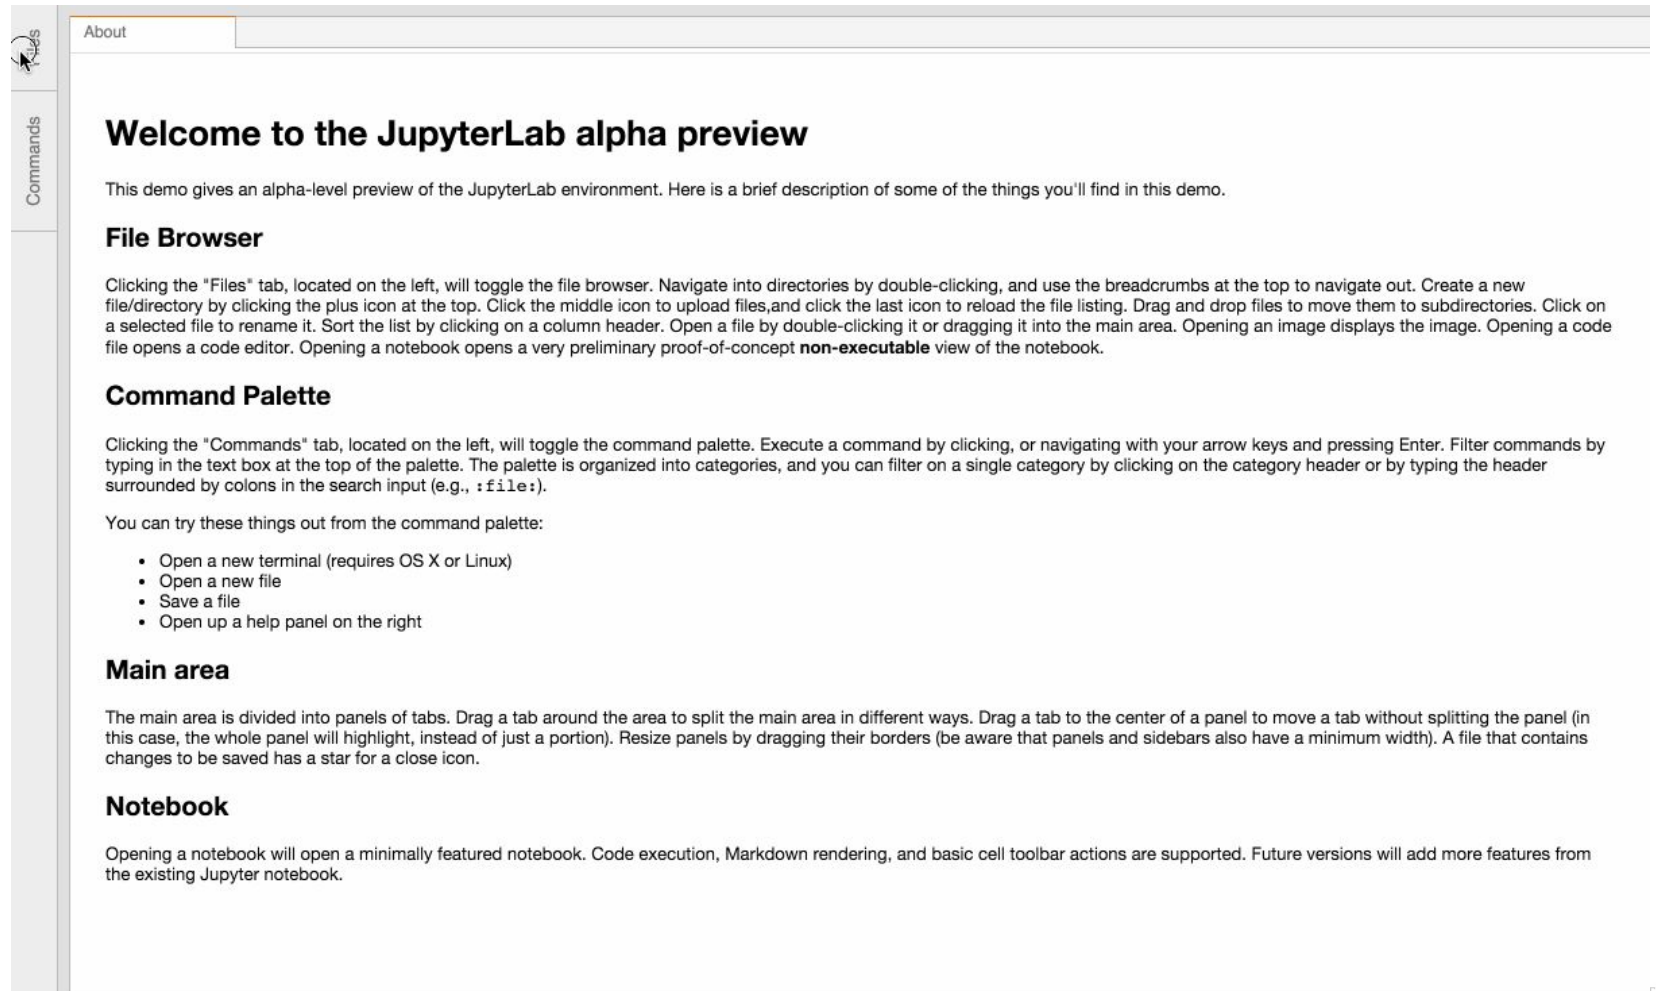 Files
Commands
About
Welcome to the JupyterLab alpha preview
This demo gives an alpha-level preview of the JupyterLab environment. Here is a brief description of some of the things you'll find in this demo.
File Browser
Clicking the "Files" tab, located on the left, will toggle the file browser. Navigate into directories by double-clicking, and use the breadcrumbs at the top to navigate out. Create a new
file/directory by clicking the plus icon at the top. Click the middle icon to upload files,and click the last icon to reload the file listing. Drag and drop files to move them to subdirectories. Click on
a selected file to rename it. Sort the list by clicking on a column header. Open a file by double-clicking it or dragging it into the main area. Opening an image displays the image. Opening a code
file opens a code editor. Opening a notebook opens a very preliminary proof-of-concept non-executable view of the notebook.
Command Palette
Clicking the "Commands" tab, located on the left, will toggle the command palette. Execute a command by clicking, or navigating with your arrow keys and pressing Enter. Filter commands by
typing in the text box at the top of the palette. The palette is organized into categories, and you can filter on a single category by clicking on the category header or by typing the header
surrounded by colons in the search input (e.g., :file:).
You can try these things out from the command palette:
• Open a new terminal (requires OS X or Linux)
• Open a new file
• Save a file
• Open up a help panel on the right
Main area
The main area is divided into panels of tabs. Drag a tab around the area to split the main area in different ways. Drag a tab to the center of a panel to move a tab without splitting the panel (in
this case, the whole panel will highlight, instead of just a portion). Resize panels by dragging their borders (be aware that panels and sidebars also have a minimum width). A file that contains
changes to be saved has a star for a close icon.
Notebook
Opening a notebook will open a minimally featured notebook. Code execution, Markdown rendering, and basic cell toolbar actions are supported. Future versions will add more features from
the existing Jupyter notebook.